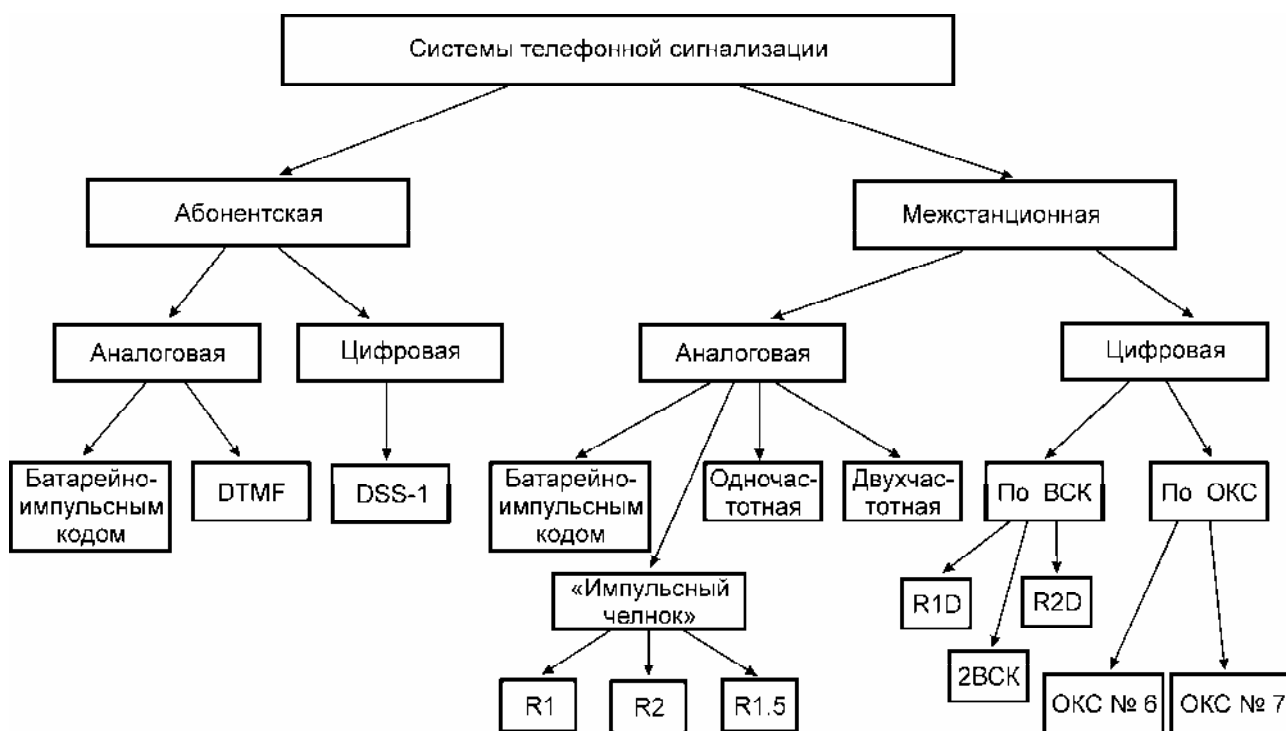 Системы телефонной сигнализации
Абонентская
Межстанционная
Аналоговая
Цифровая
Аналоговая
Цифровая
Батарейно-
импульсным
кодом
DTMF
DSS-1
Батарейно-
импульсным
кодом
Одночас-
тотная
Двухчас-
тотная
По ВСК
По ОКС
«Импульсный
челнок»
R1D
R2D
2ВСК
R1
R2
R1.5
ОКС № 6
ОКС № 7